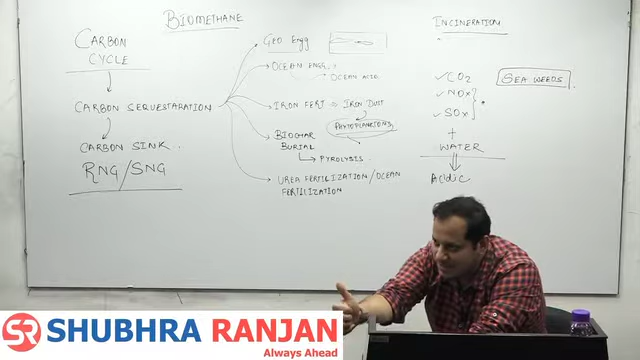 BIOMETHANE
CARBON
CYCLE
CARBON SEQUESTARATION
CARBON SINK.
RNG/SNG
GEO Engg
OCEAN ENGG.
OCEAN ACID
IRON FERT → IRON DUST
PHYTOPLANKTONS
BIOCHAR
BURIAL
PYROLYSIS.
UREA FERTILIZATION/OCEAN
FERTILIZATION
INCINERATION
✓CO2
✓NOx
✓SOx
+
WATER
Acidic
SEA WEEDS
SR SHUBHRA RANJAN
Always Ahead